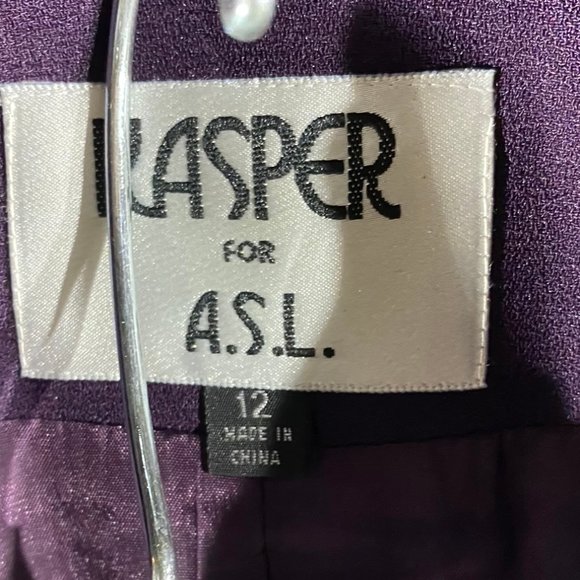 KASPER
FOR
A.S.L.
12
MADE IN
CHINA